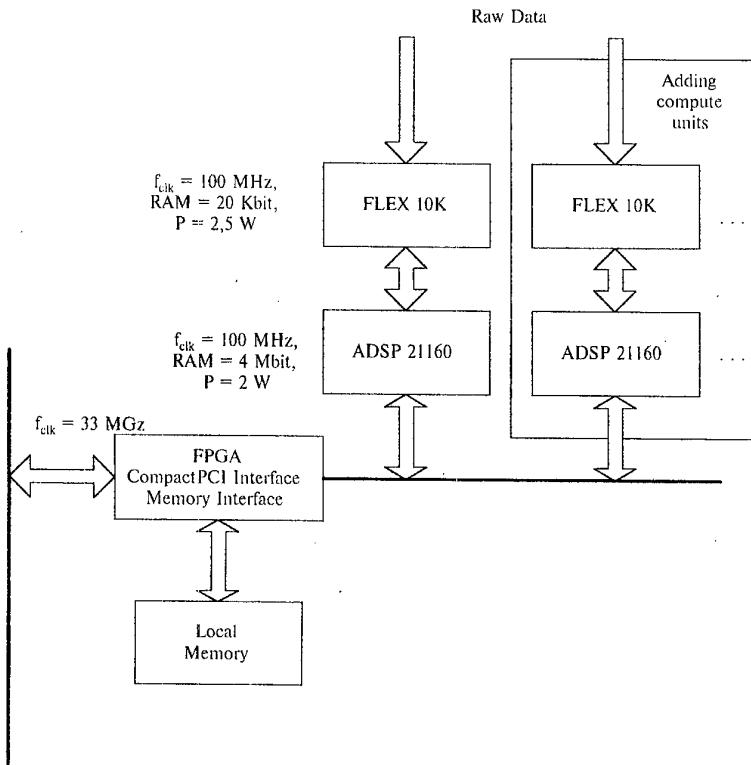 Raw Data
Adding
compute
units
f_clk = 100 MHz,
RAM = 20 Kbit,
P = 2,5 W
FLEX 10K
FLEX 10K
. . .
f_clk = 100 MHz,
RAM = 4 Mbit,
P = 2 W
ADSP 21160
ADSP 21160
. . .
f_clk = 33 MGz
FPGA
CompactPCI Interface
Memory Interface
Local
Memory